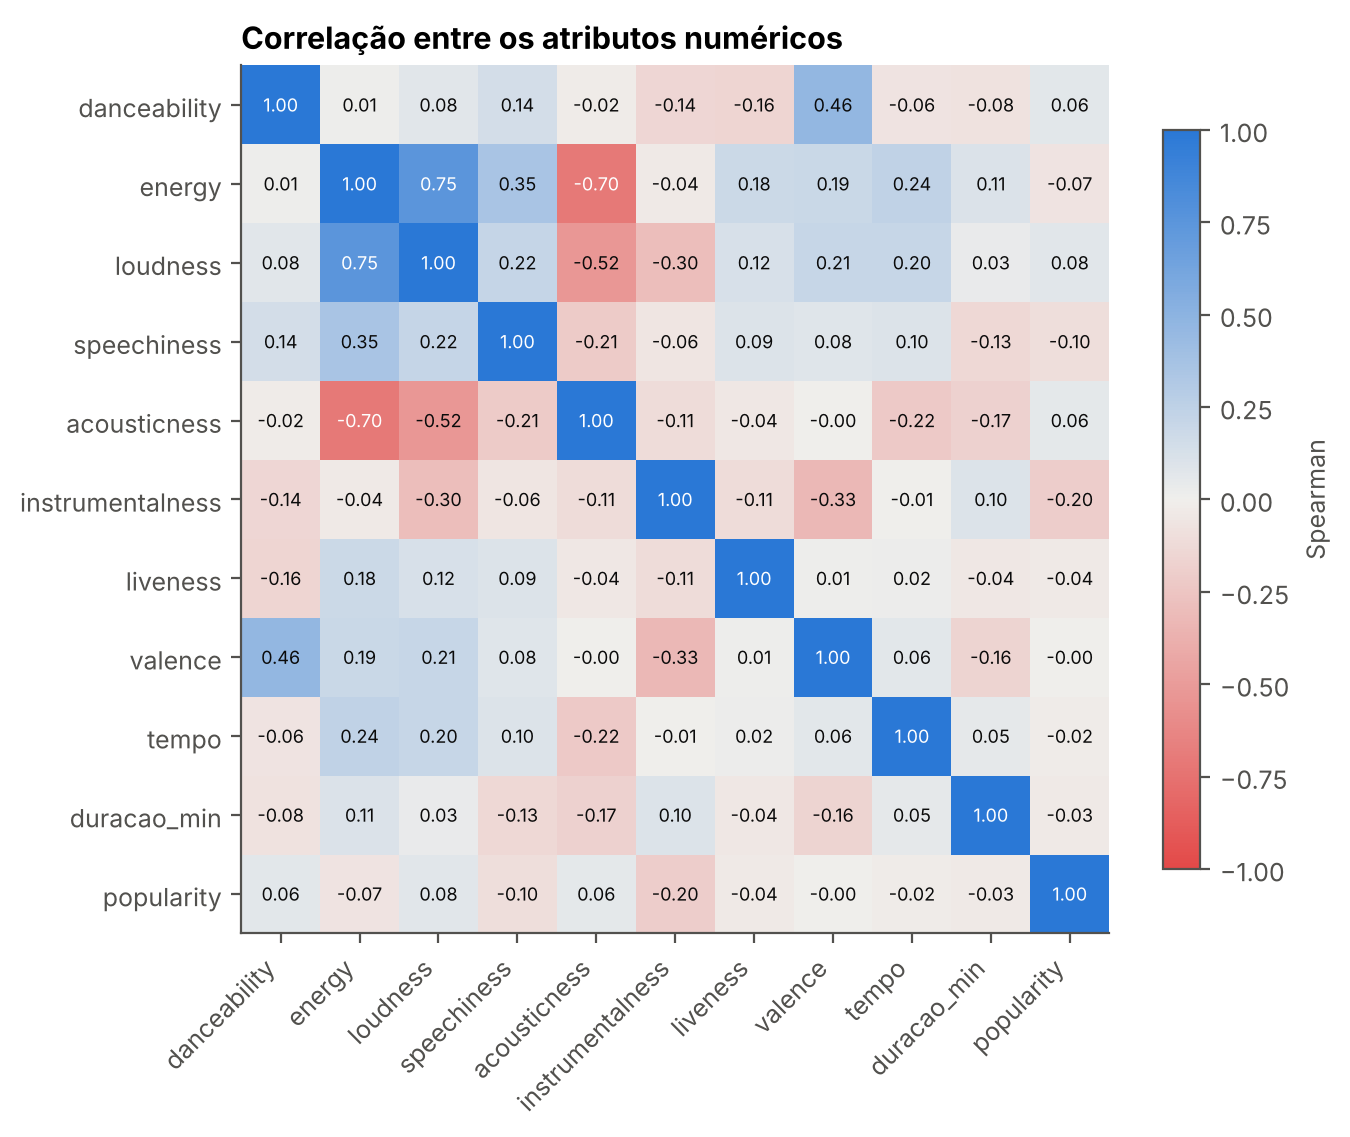 Correlação entre os atributos numéricos
danceability 1.00 0.01 0.08 0.14 -0.02 -0.14 -0.16 0.46 -0.06 -0.08 0.06
energy 0.01 1.00 0.75 0.35 -0.70 -0.04 0.18 0.19 0.24 0.11 -0.07
loudness 0.08 0.75 1.00 0.22 -0.52 -0.30 0.12 0.21 0.20 0.03 0.08
speechiness 0.14 0.35 0.22 1.00 -0.21 -0.06 0.09 0.08 0.10 -0.13 -0.10
acousticness -0.02 -0.70 -0.52 -0.21 1.00 -0.11 -0.04 -0.00 -0.22 -0.17 0.06
instrumentalness -0.14 -0.04 -0.30 -0.06 -0.11 1.00 -0.11 -0.33 -0.01 0.10 -0.20
liveness -0.16 0.18 0.12 0.09 -0.04 -0.11 1.00 0.01 0.02 -0.04 -0.04
valence 0.46 0.19 0.21 0.08 -0.00 -0.33 0.01 1.00 0.06 -0.16 -0.00
tempo -0.06 0.24 0.20 0.10 -0.22 -0.01 0.02 0.06 1.00 0.05 -0.02
duracao_min -0.08 0.11 0.03 -0.13 -0.17 0.10 -0.04 -0.16 0.05 1.00 -0.03
popularity 0.06 -0.07 0.08 -0.10 0.06 -0.20 -0.04 -0.00 -0.02 -0.03 1.00
danceability
energy
loudness
speechiness
acousticness
instrumentalness
liveness
valence
tempo
duracao_min
popularity
1.00
0.75
0.50
0.25
0.00
−0.25
−0.50
−0.75
−1.00
Spearman